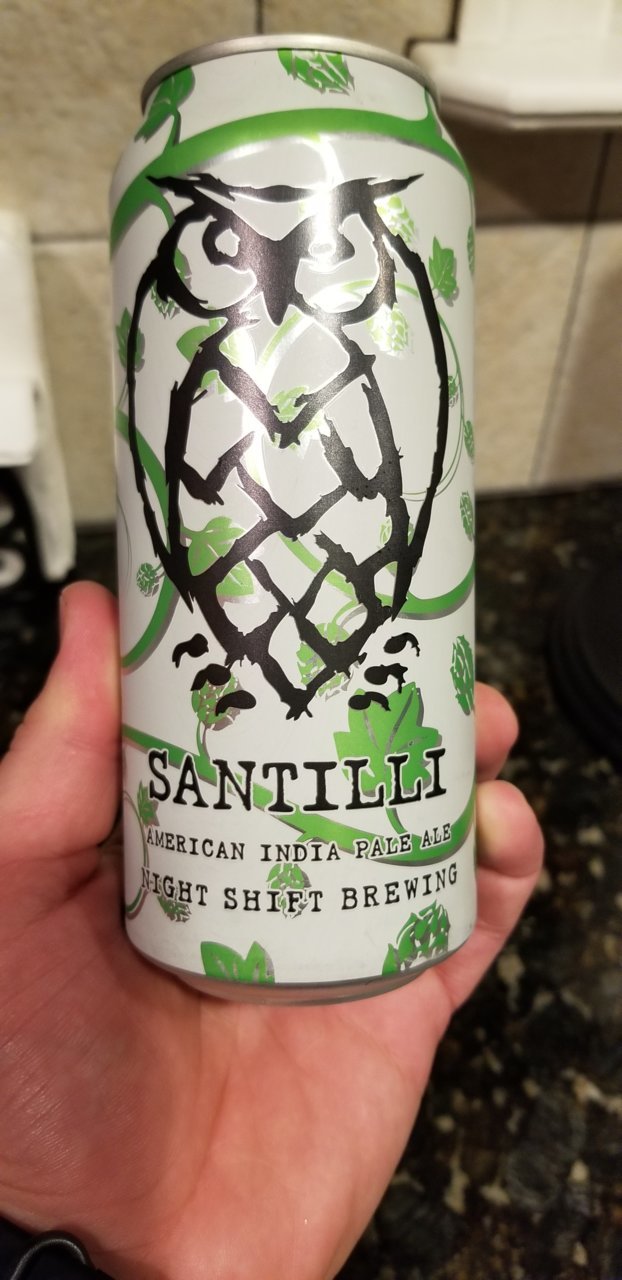 SANTILLI
AMERICAN INDIA PALE ALE
NIGHT SHIFT BREWING